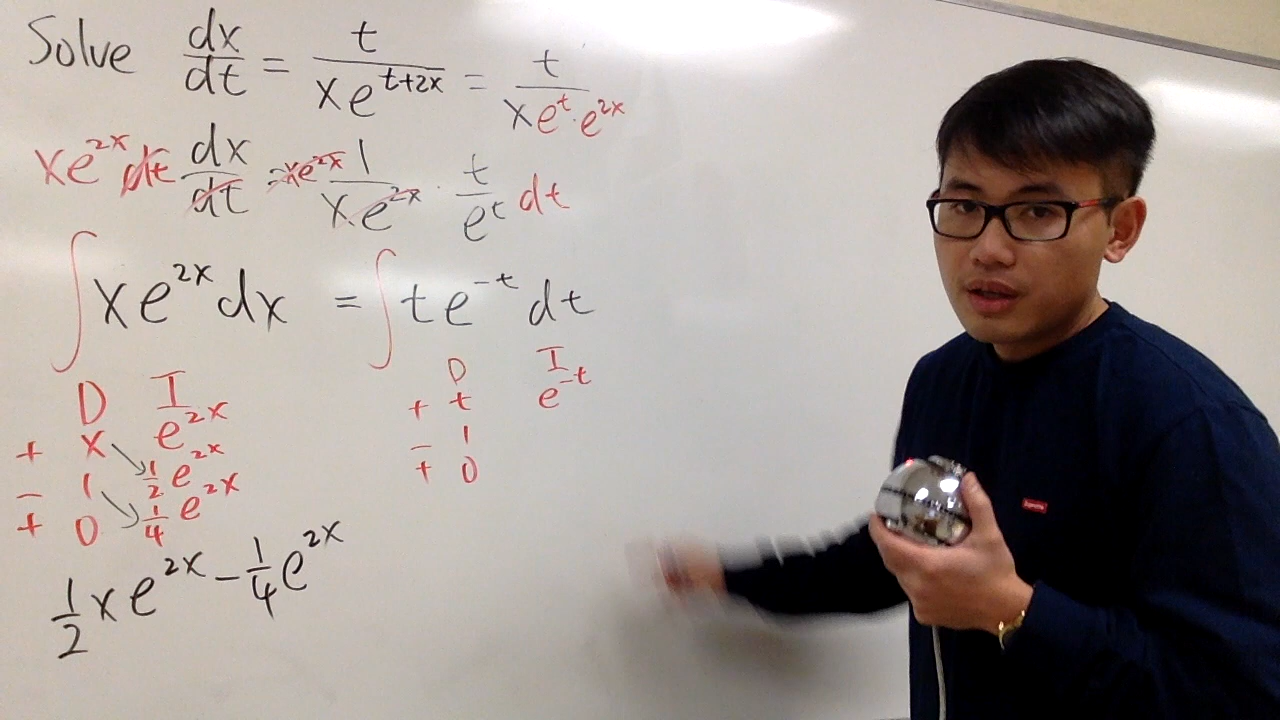 Solve dx/dt = t/(xe^(t+2x)) = t/(xe^t·e^(2x))
xe^(2x) dt dx/dt = xe^(2x) 1/(x·e^(2x)) · t/e^t dt
∫xe^(2x)dx = ∫te^(-t)dt
D I
+ x e^(2x)
- 1 1/2 e^(2x)
+ 0 1/4 e^(2x)
1/2 xe^(2x) - 1/4 e^(2x)
D I
+ t e^(-t)
- 1
+ 0
Supreme